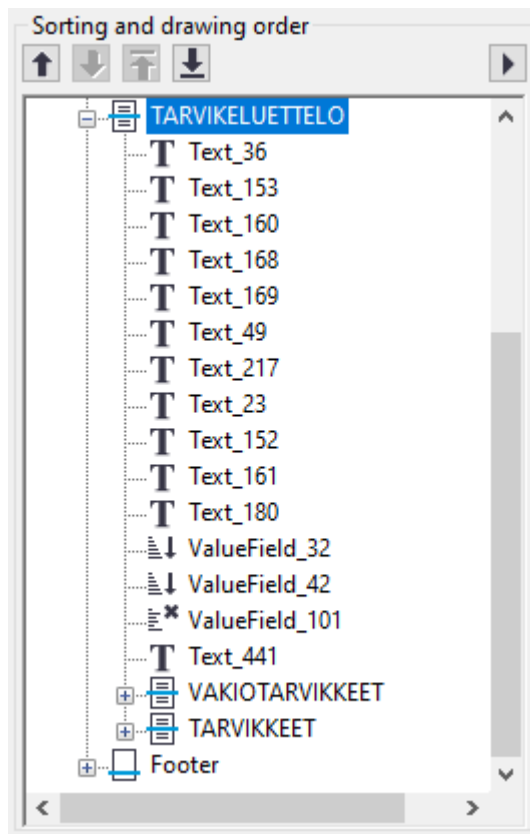 Sorting and drawing order
TARVIKELUETTELO
Text_36
Text_153
Text_160
Text_168
Text_169
Text_49
Text_217
Text_23
Text_152
Text_161
Text_180
ValueField_32
ValueField_42
ValueField_101
Text_441
VAKIOTARVIKKEET
TARVIKKEET
Footer